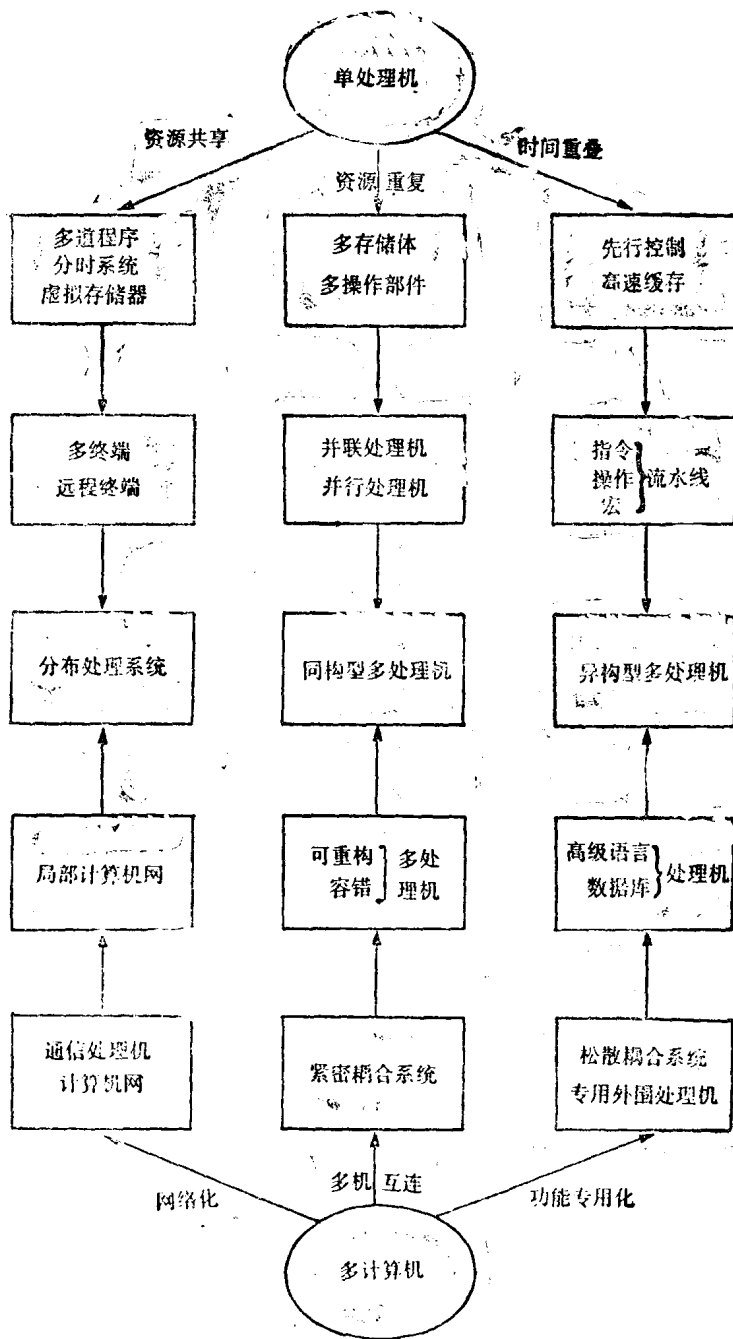 单处理机
资源共享
资源重复
时间重叠
多道程序
分时系统
虚拟存储器
多存储体
多操作部件
先行控制
高速缓存
多终端
远程终端
并联处理机
并行处理机
指令
操作
宏
流水线
分布处理系统
同构型多处理机
异构型多处理机
局部计算机网
可重构
容错
多处
理机
高级语言
数据库
处理机
通信处理机
计算机网
紧密耦合系统
松散耦合系统
专用外围处理机
网络化
多机互连
功能专用化
多计算机